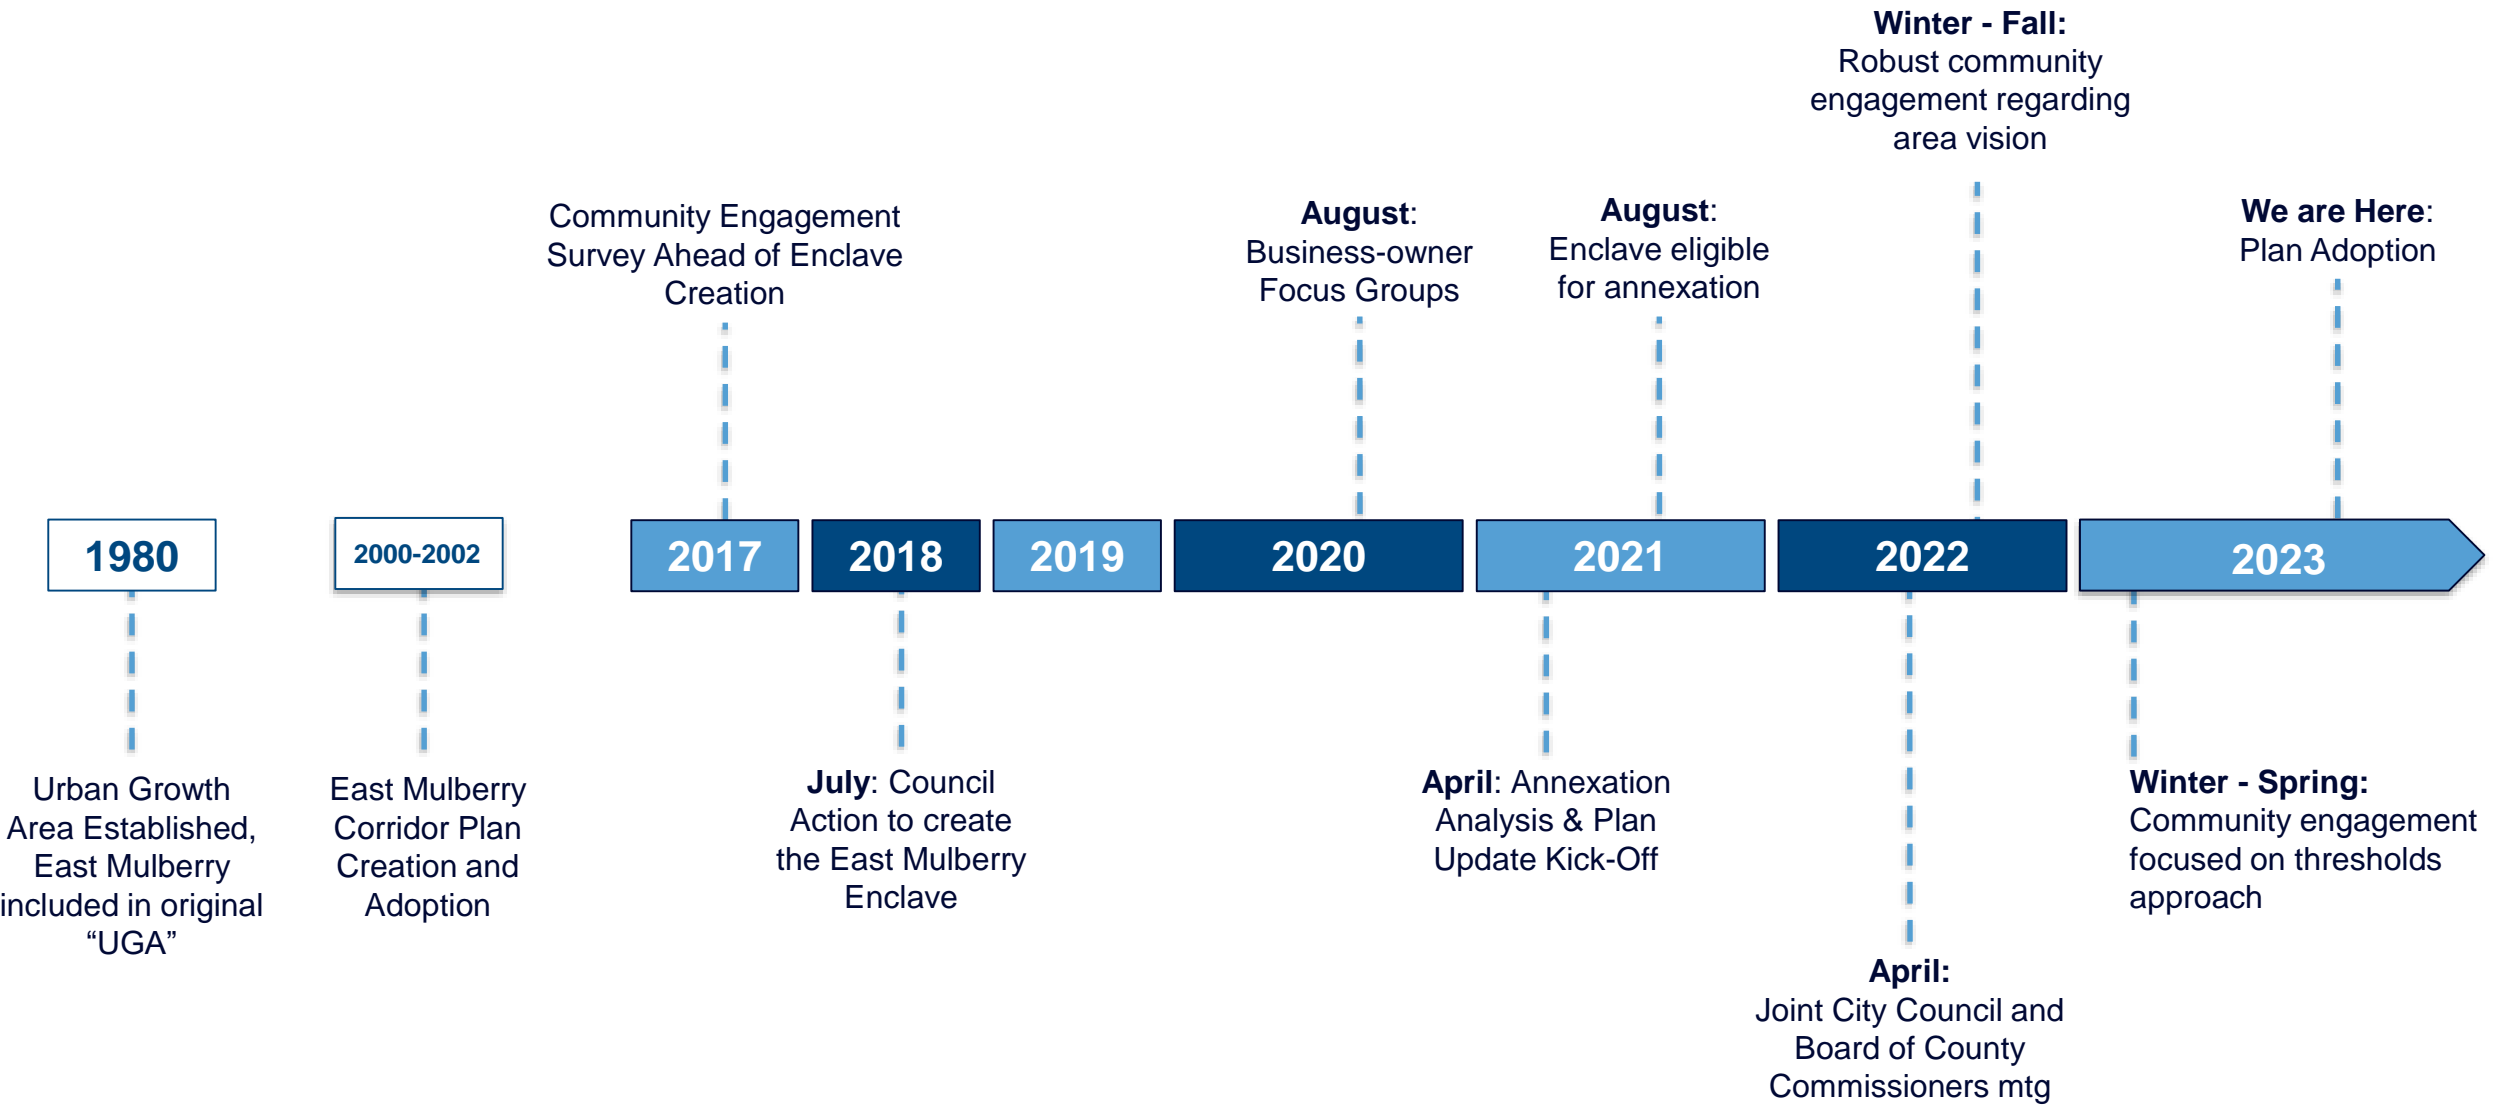 Winter - Fall:
Robust community
engagement regarding
area vision
Community Engagement
Survey Ahead of Enclave
Creation
August:
Business-owner
Focus Groups
August:
Enclave eligible
for annexation
We are Here:
Plan Adoption
1980
2000-2002
2017
2018
2019
2020
2021
2022
2023
Urban Growth
Area Established,
East Mulberry
included in original
“UGA”
East Mulberry
Corridor Plan
Creation and
Adoption
July: Council
Action to create
the East Mulberry
Enclave
April: Annexation
Analysis & Plan
Update Kick-Off
April:
Joint City Council and
Board of County
Commissioners mtg
Winter - Spring:
Community engagement
focused on thresholds
approach